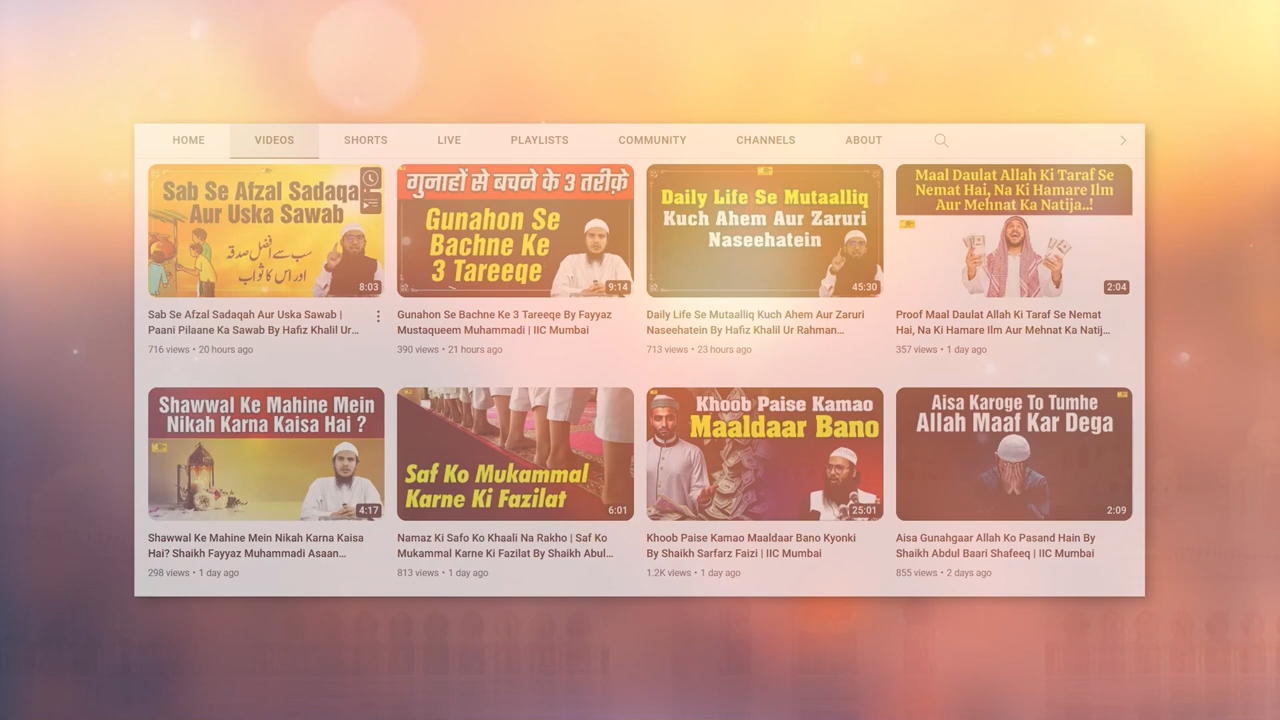 HOME
VIDEOS
SHORTS
LIVE
PLAYLISTS
COMMUNITY
CHANNELS
ABOUT
Sab Se Afzal Sadaqa
Aur Uska Sawab
سب سے افضل صدقہ
اور اس کا ثواب
8:03
गुनाहों से बचने के 3 तरीक़े
Gunahon Se
Bachne Ke
3 Tareeqe
9:14
Daily Life Se Mutaalliq
Kuch Ahem Aur Zaruri
Naseehatein
45:30
Maal Daulat Allah Ki Taraf Se
Nemat Hai, Na Ki Hamare Ilm
Aur Mehnat Ka Natija..!
2:04
Sab Se Afzal Sadaqah Aur Uska Sawab |
Paani Pilaane Ka Sawab By Hafiz Khalil Ur...
716 views • 20 hours ago
Gunahon Se Bachne Ke 3 Tareeqe By Fayyaz
Mustaqueem Muhammadi | IIC Mumbai
390 views • 21 hours ago
Daily Life Se Mutaalliq Kuch Ahem Aur Zaruri
Naseehatein By Hafiz Khalil Ur Rahman...
713 views • 23 hours ago
Proof Maal Daulat Allah Ki Taraf Se Nemat
Hai, Na Ki Hamare Ilm Aur Mehnat Ka Natij...
357 views • 1 day ago
Shawwal Ke Mahine Mein
Nikah Karna Kaisa Hai ?
4:17
Saf Ko Mukammal
Karne Ki Fazilat
6:01
Khoob Paise Kamao
Maaldaar Bano
25:01
Aisa Karoge To Tumhe
Allah Maaf Kar Dega
2:09
Shawwal Ke Mahine Mein Nikah Karna Kaisa
Hai? Shaikh Fayyaz Muhammadi Asaan...
298 views • 1 day ago
Namaz Ki Safo Ko Khaali Na Rakho | Saf Ko
Mukammal Karne Ki Fazilat By Shaikh Abul...
813 views • 1 day ago
Khoob Paise Kamao Maaldaar Bano Kyonki
By Shaikh Sarfarz Faizi | IIC Mumbai
1.2K views • 1 day ago
Aisa Gunahgaar Allah Ko Pasand Hain By
Shaikh Abdul Baari Shafeeq | IIC Mumbai
855 views • 2 days ago